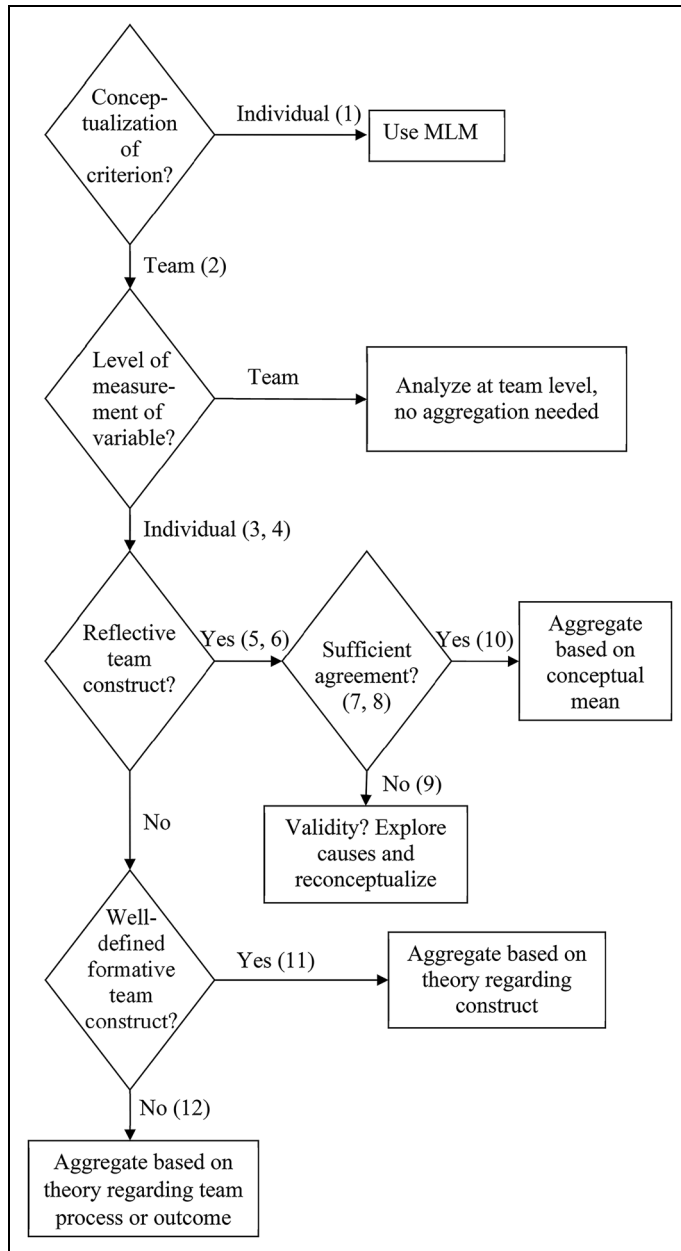 Concep-
tualization
of
criterion?
Individual (1)
Use MLM
Team (2)
Level of
measure-
ment of
variable?
Team
Analyze at team level,
no aggregation needed
Individual (3, 4)
Reflective
team
construct?
Yes (5, 6)
Sufficient
agreement?
(7, 8)
Yes (10)
Aggregate
based on
conceptual
mean
No (9)
Validity? Explore
causes and
reconceptualize
No
Well-
defined
formative
team
construct?
Yes (11)
Aggregate based on
theory regarding
construct
No (12)
Aggregate based on
theory regarding team
process or outcome